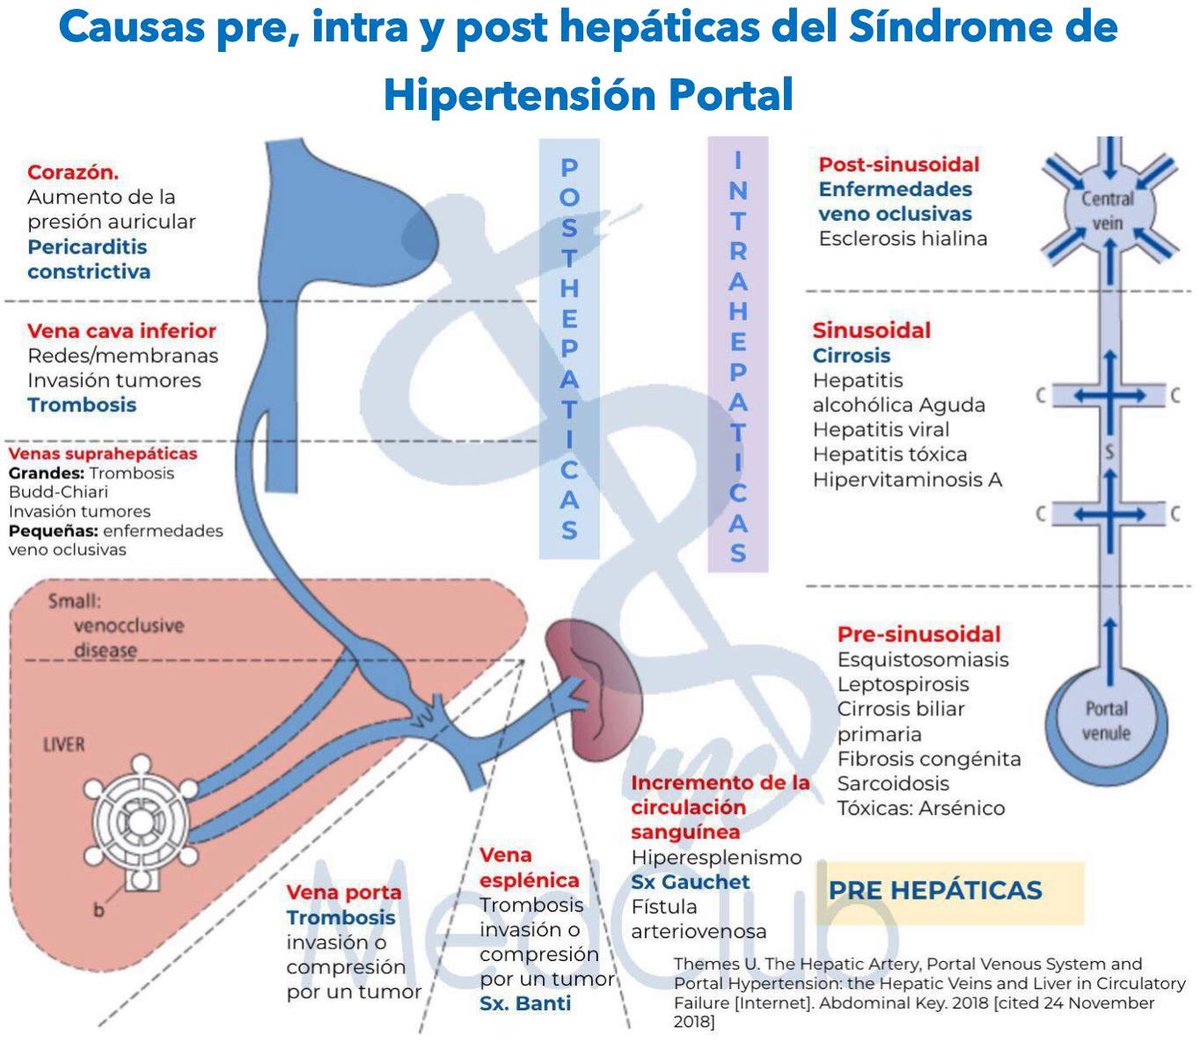 Causas pre, intra y post hepáticas del Síndrome de
Hipertensión Portal
Corazón.
Aumento de la
presión auricular
Pericarditis
constrictiva
Vena cava inferior
Redes/membranas
Invasión tumores
Trombosis
Venas suprahepáticas
Grandes: Trombosis
Budd-Chiari
Invasión tumores
Pequeñas: enfermedades
veno oclusivas
POSTHEPATICAS
INTRAHEPATICAS
Post-sinusoidal
Enfermedades
veno oclusivas
Esclerosis hialina
Central
vein
Sinusoidal
Cirrosis
Hepatitis
alcohólica Aguda
Hepatitis viral
Hepatitis tóxica
Hipervitaminosis A
C C
S
C C
Pre-sinusoidal
Esquistosomiasis
Leptospirosis
Cirrosis biliar
primaria
Fibrosis congénita
Sarcoidosis
Tóxicas: Arsénico
Portal
venule
Small:
venocclusive
disease
LIVER
b
Vena porta
Trombosis
invasión o
compresión
por un tumor
Vena
esplénica
Trombosis
invasión o
compresión
por un tumor
Sx. Banti
Incremento de la
circulación
sanguínea
Hiperesplenismo
Sx Gauchet
Fístula
arteriovenosa
PRE HEPÁTICAS
MedClub
Themes U. The Hepatic Artery, Portal Venous System and
Portal Hypertension: the Hepatic Veins and Liver in Circulatory
Failure [Internet]. Abdominal Key. 2018 [cited 24 November
2018]